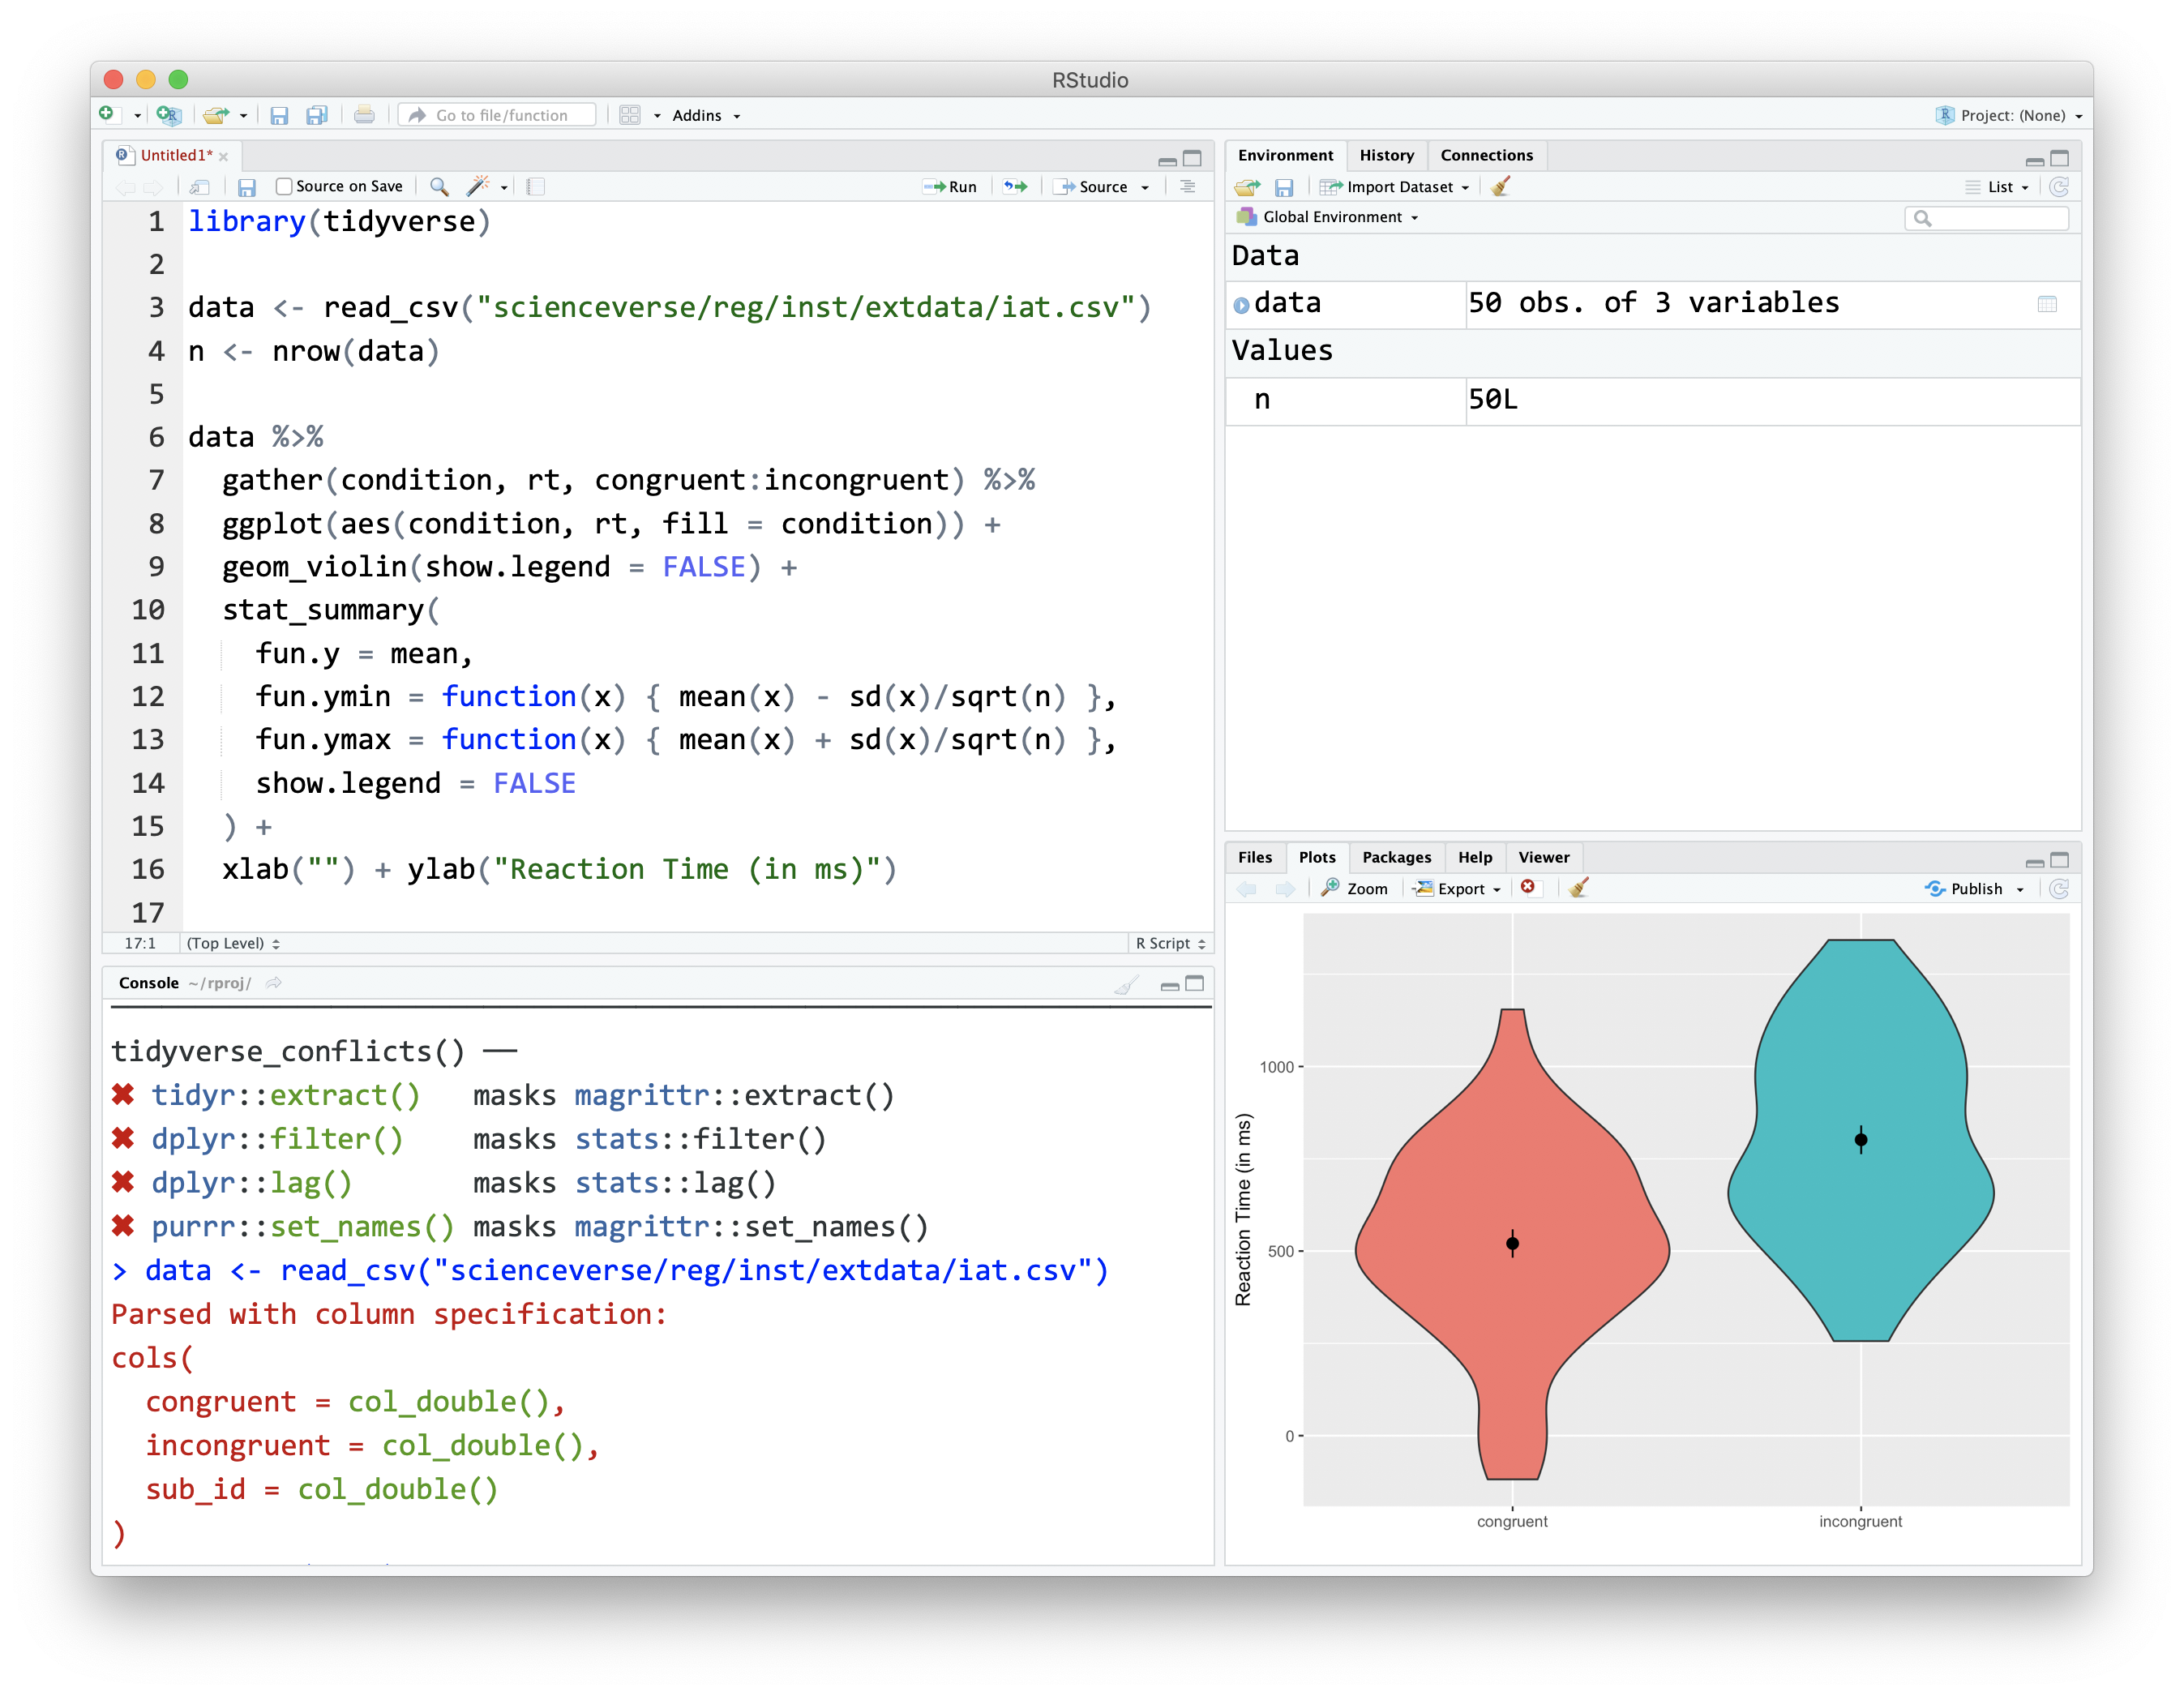 RStudio
Go to file/function
Addins
Project: (None)
Untitled1*
Source on Save
Run
Source
1 library(tidyverse)
2
3 data <- read_csv("scienceverse/reg/inst/extdata/iat.csv")
4 n <- nrow(data)
5
6 data %>%
7   gather(condition, rt, congruent:incongruent) %>%
8   ggplot(aes(condition, rt, fill = condition)) +
9   geom_violin(show.legend = FALSE) +
10   stat_summary(
11     fun.y = mean,
12     fun.ymin = function(x) { mean(x) - sd(x)/sqrt(n) },
13     fun.ymax = function(x) { mean(x) + sd(x)/sqrt(n) },
14     show.legend = FALSE
15   ) +
16   xlab("") + ylab("Reaction Time (in ms)")
17
17:1 (Top Level) R Script
Console ~/rproj/
tidyverse_conflicts() ──
✖ tidyr::extract()   masks magrittr::extract()
✖ dplyr::filter()    masks stats::filter()
✖ dplyr::lag()       masks stats::lag()
✖ purrr::set_names() masks magrittr::set_names()
> data <- read_csv("scienceverse/reg/inst/extdata/iat.csv")
Parsed with column specification:
cols(
  congruent = col_double(),
  incongruent = col_double(),
  sub_id = col_double()
)
Environment History Connections
Import Dataset List
Global Environment
Data
data 50 obs. of 3 variables
Values
n 50L
Files Plots Packages Help Viewer
Zoom Export Publish
Reaction Time (in ms)
1000
500
0
congruent incongruent